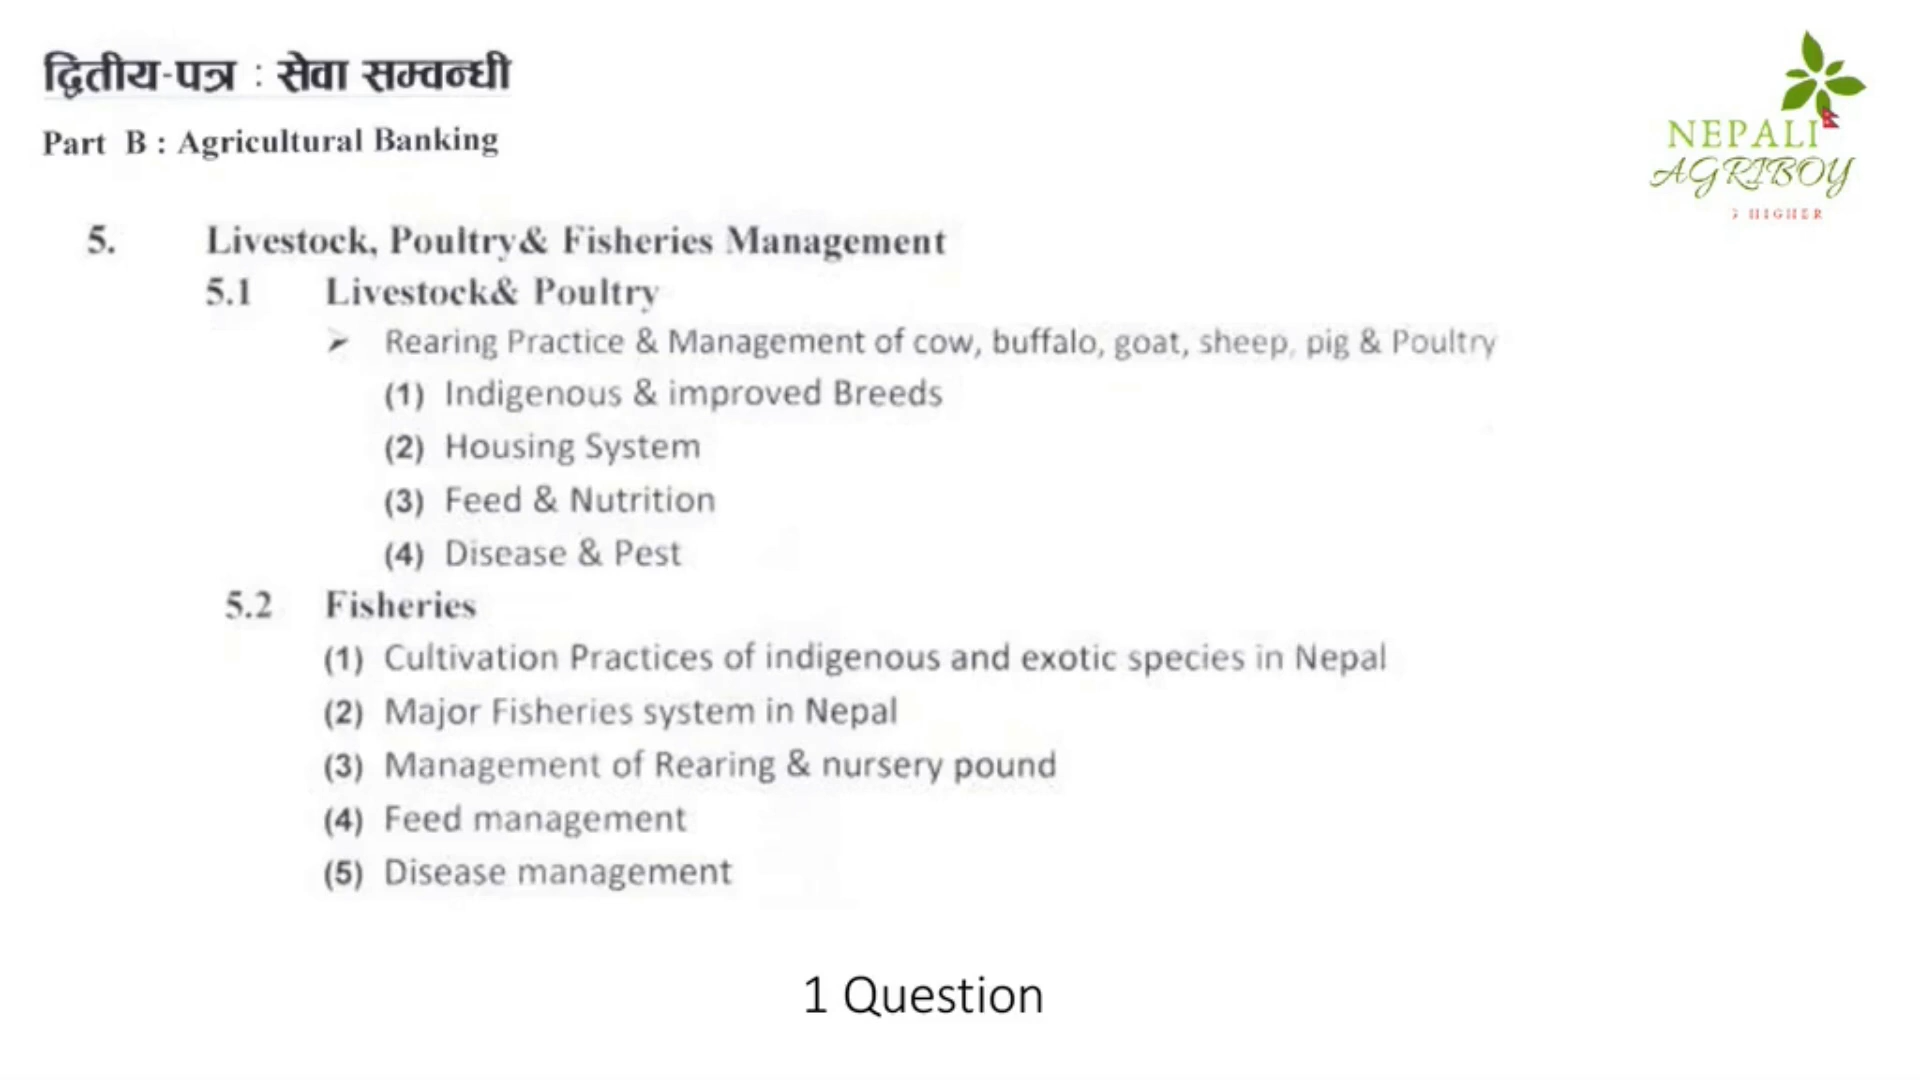 द्वितीय-पत्र : सेवा सम्वन्धी
Part B : Agricultural Banking
NEPALI
AGRIBOY
HIGHER
5. Livestock, Poultry& Fisheries Management
5.1 Livestock& Poultry
➢ Rearing Practice & Management of cow, buffalo, goat, sheep, pig & Poultry
(1) Indigenous & improved Breeds
(2) Housing System
(3) Feed & Nutrition
(4) Disease & Pest
5.2 Fisheries
(1) Cultivation Practices of indigenous and exotic species in Nepal
(2) Major Fisheries system in Nepal
(3) Management of Rearing & nursery pound
(4) Feed management
(5) Disease management
1 Question